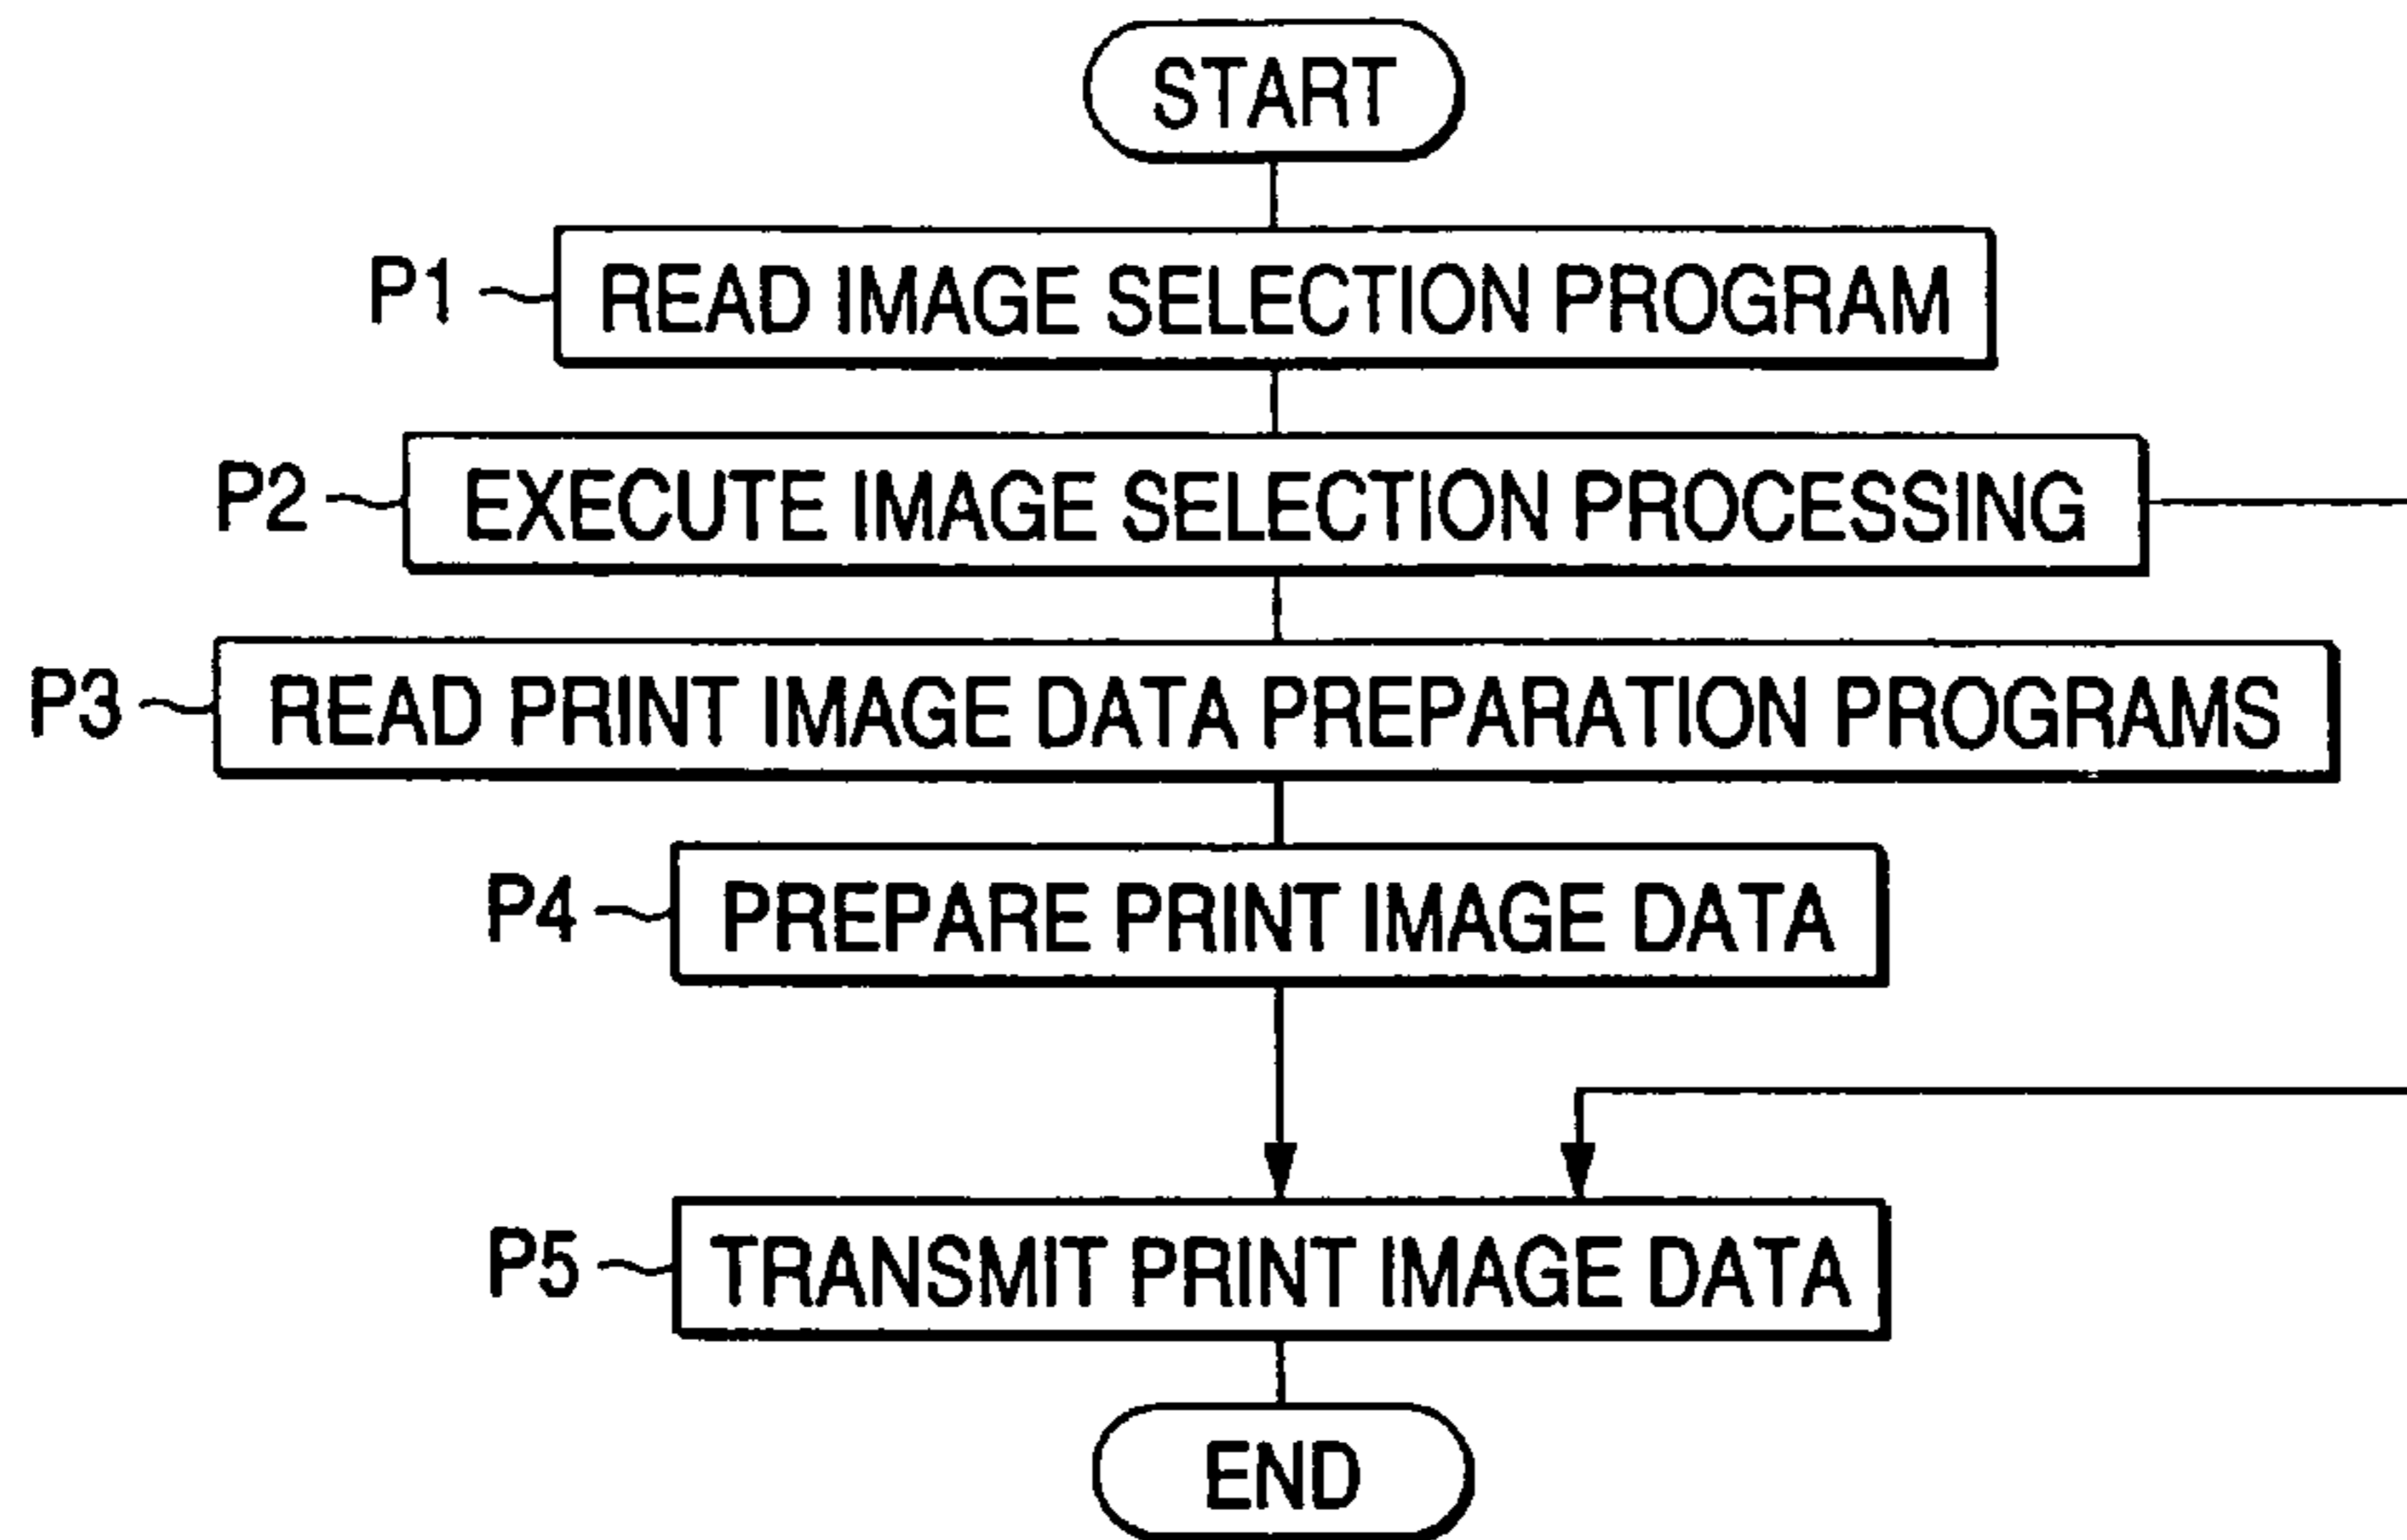 START
P1 READ IMAGE SELECTION PROGRAM
P2 EXECUTE IMAGE SELECTION PROCESSING
P3 READ PRINT IMAGE DATA PREPARATION PROGRAMS
P4 PREPARE PRINT IMAGE DATA
P5 TRANSMIT PRINT IMAGE DATA
END